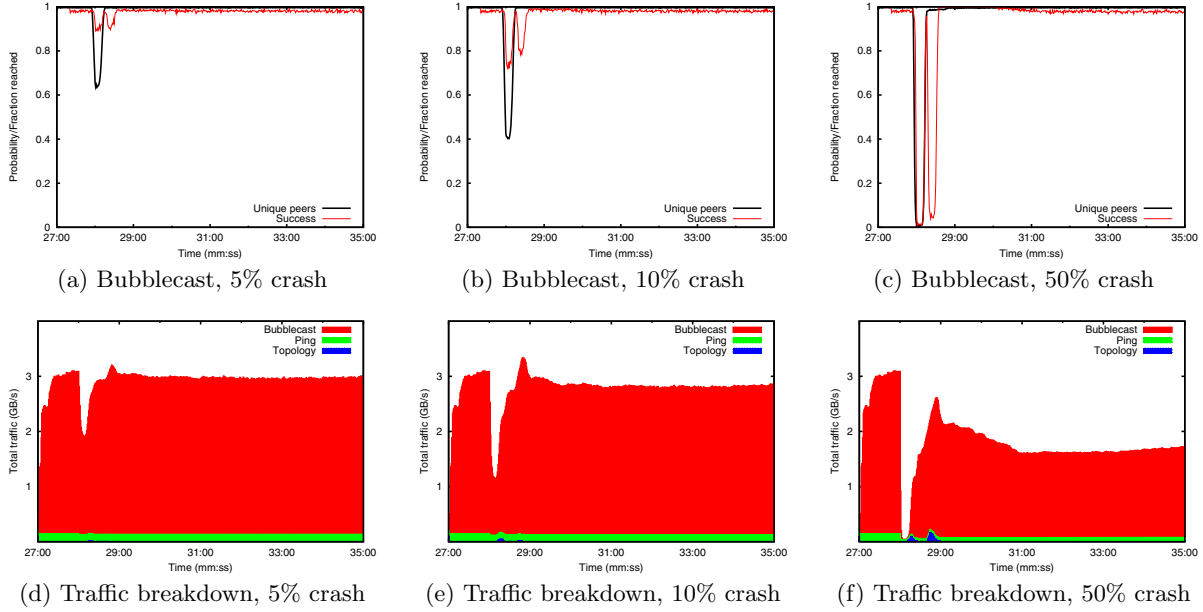 Probability/Fraction reached
1
0.8
0.6
0.4
0.2
0
Unique peers
Success
27:00 29:00 31:00 33:00 35:00
Time (mm:ss)
(a) Bubblecast, 5% crash
Probability/Fraction reached
1
0.8
0.6
0.4
0.2
0
Unique peers
Success
27:00 29:00 31:00 33:00 35:00
Time (mm:ss)
(b) Bubblecast, 10% crash
Probability/Fraction reached
1
0.8
0.6
0.4
0.2
0
Unique peers
Success
27:00 29:00 31:00 33:00 35:00
Time (mm:ss)
(c) Bubblecast, 50% crash
Total traffic (GB/s)
3
2
1
Bubblecast
Ping
Topology
27:00 29:00 31:00 33:00 35:00
Time (mm:ss)
(d) Traffic breakdown, 5% crash
Total traffic (GB/s)
3
2
1
Bubblecast
Ping
Topology
27:00 29:00 31:00 33:00 35:00
Time (mm:ss)
(e) Traffic breakdown, 10% crash
Total traffic (GB/s)
3
2
1
Bubblecast
Ping
Topology
27:00 29:00 31:00 33:00 35:00
Time (mm:ss)
(f) Traffic breakdown, 50% crash